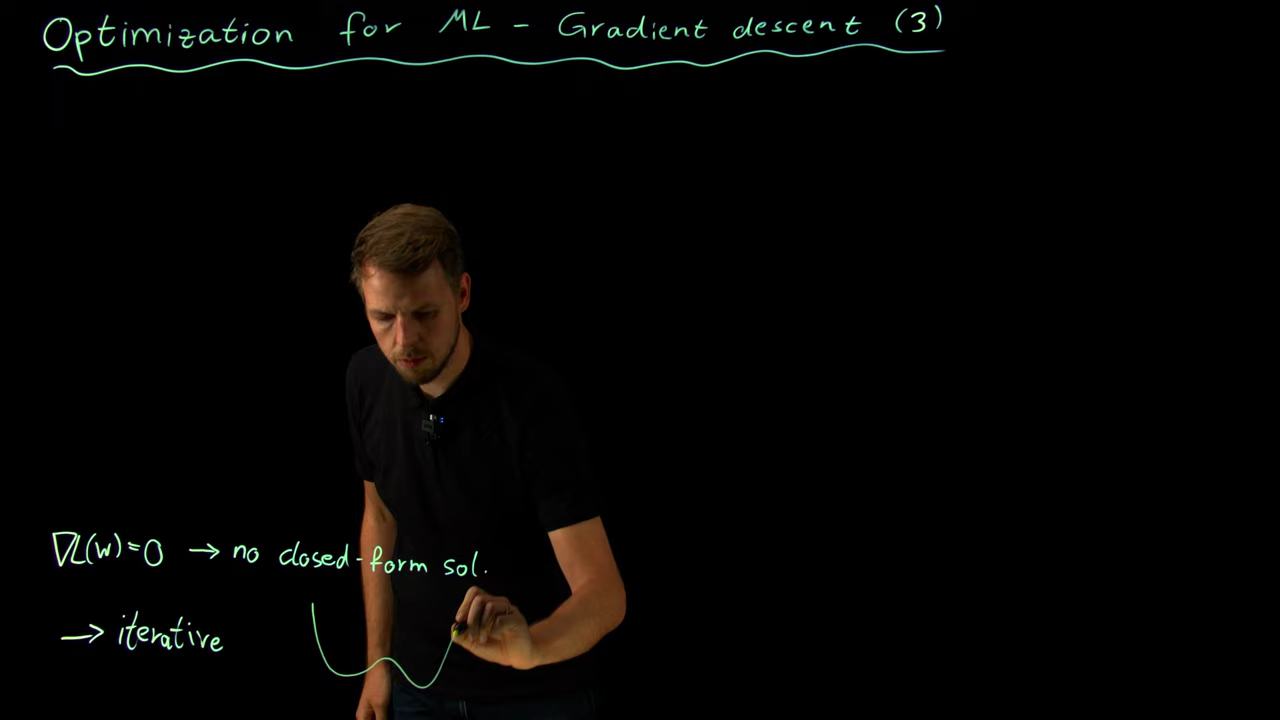 Optimization for ML - Gradient descent (3)
∇L(w)=0 → no closed-form sol.
→ iterative